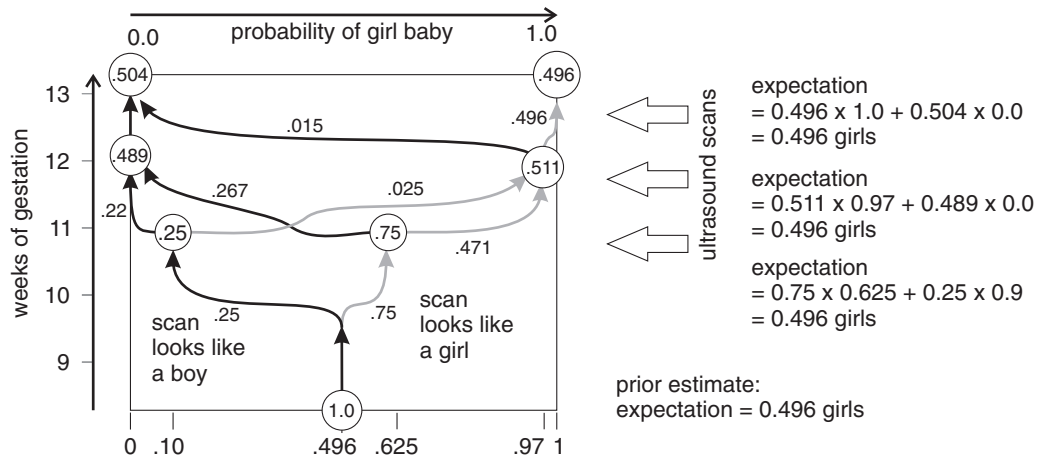 probability of girl baby
0.0
1.0
.504
.496
13
.496
.015
12
.489
.511
.267
.025
.22
11
.25
.75
.471
10
.25
.75
scan
looks like
a boy
scan
looks like
a girl
9
1.0
0
.10
.496
.625
.97
1
weeks of gestation
ultrasound scans
expectation
= 0.496 x 1.0 + 0.504 x 0.0
= 0.496 girls
expectation
= 0.511 x 0.97 + 0.489 x 0.0
= 0.496 girls
expectation
= 0.75 x 0.625 + 0.25 x 0.9
= 0.496 girls
prior estimate:
expectation = 0.496 girls